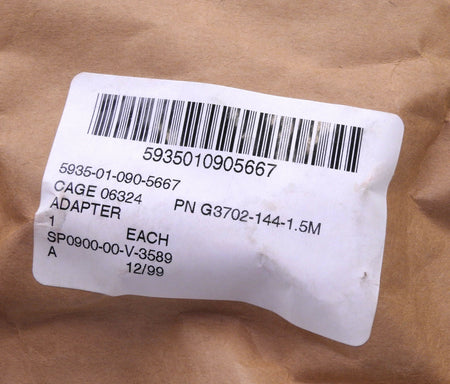 5935010905667
5935-01-090-5667
CAGE 06324 PN G3702-144-1.5M
ADAPTER
1 EACH
SP0900-00-V-3589
A 12/99